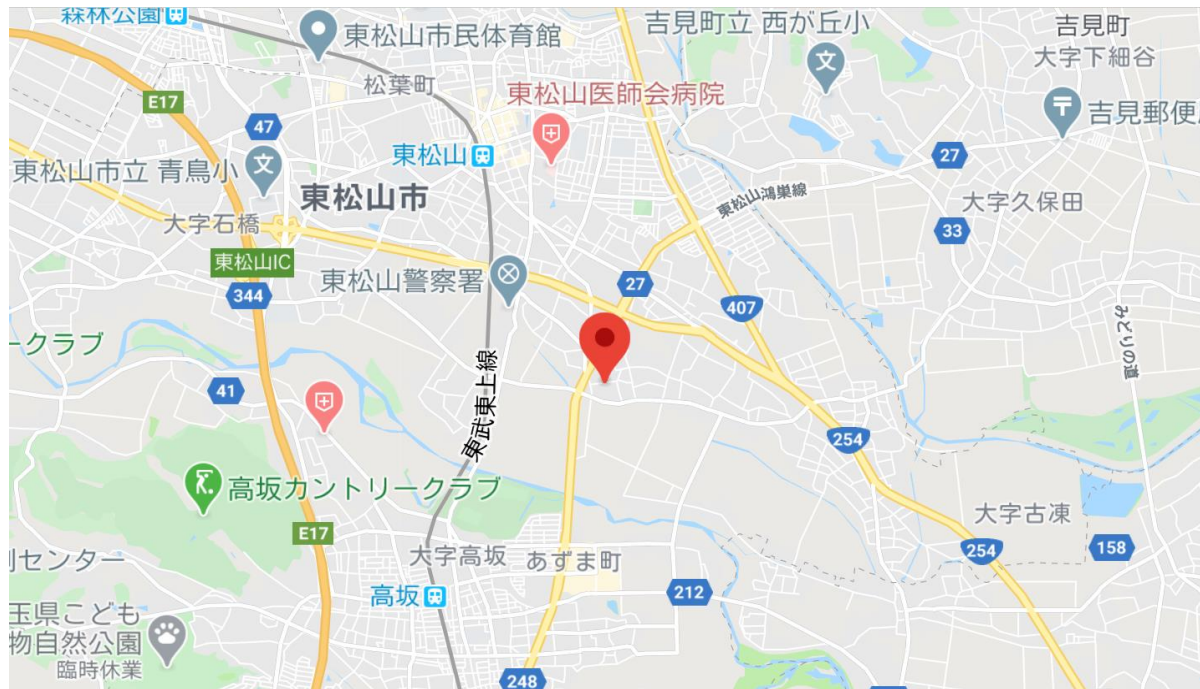 森林公園
東松山市民体育館
吉見町立 西が丘小
吉見町
大字下細谷
松葉町
東松山医師会病院
E17
47
吉見郵便
27
東松山市立 青鳥小
東松山
東松山市
東松山鴻巣線
大字久保田
大字石橋
33
東松山IC
東松山警察署
344
27
407
みどりの道
ークラブ
41
東武東上線
254
高坂カントリークラブ
大字古凍
E17
センター
大字高坂
あずま町
254
158
高坂
212
玉県こども
物自然公園
臨時休業
248